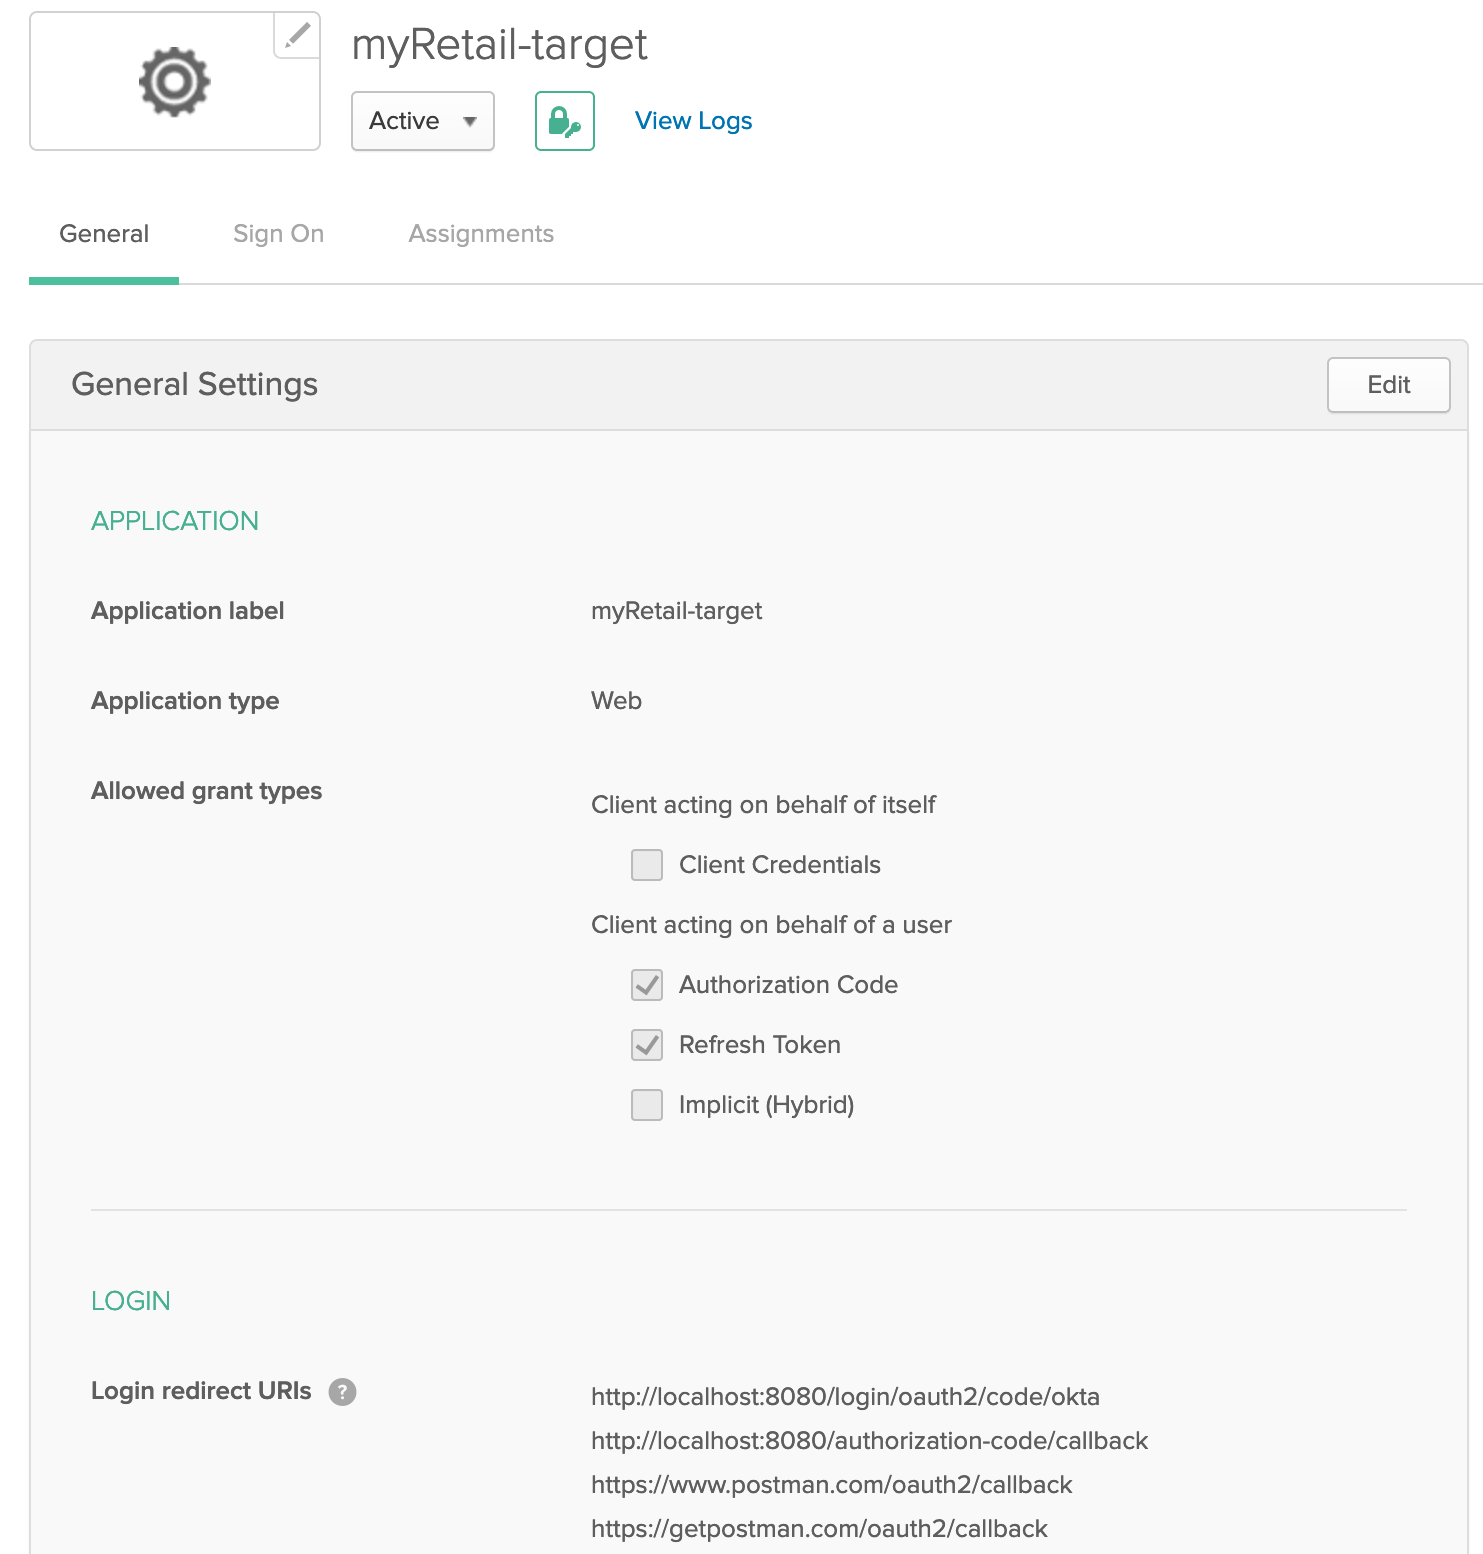 myRetail-target
Active
View Logs
General
Sign On
Assignments
General Settings
Edit
APPLICATION
Application label
myRetail-target
Application type
Web
Allowed grant types
Client acting on behalf of itself
Client Credentials
Client acting on behalf of a user
Authorization Code
Refresh Token
Implicit (Hybrid)
LOGIN
Login redirect URIs ?
http://localhost:8080/login/oauth2/code/okta
http://localhost:8080/authorization-code/callback
https://www.postman.com/oauth2/callback
https://getpostman.com/oauth2/callback